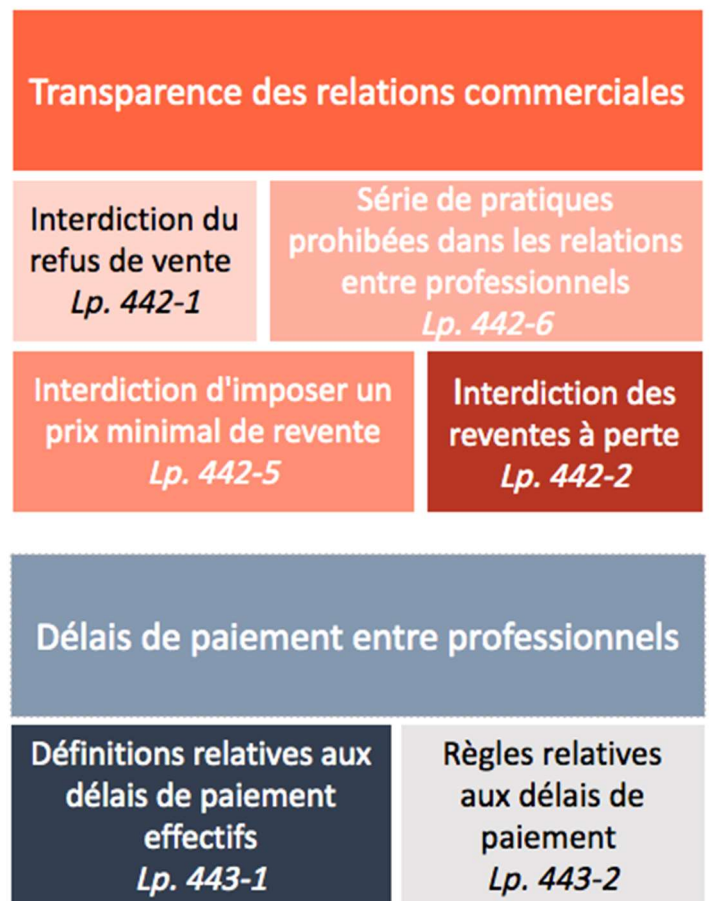 Transparence des relations commerciales
Interdiction du
refus de vente
Lp. 442-1
Série de pratiques
prohibées dans les relations
entre professionnels
Lp. 442-6
Interdiction d'imposer un
prix minimal de revente
Lp. 442-5
Interdiction des
reventes à perte
Lp. 442-2
Délais de paiement entre professionnels
Définitions relatives aux
délais de paiement
effectifs
Lp. 443-1
Règles relatives
aux délais de
paiement
Lp. 443-2